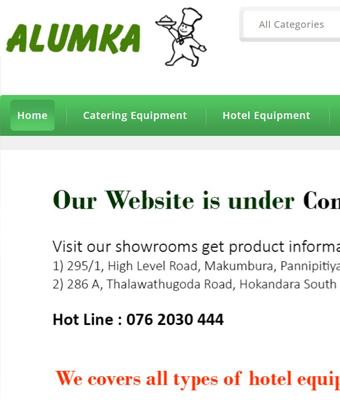 ALUMKA
All Categories
Home Catering Equipment Hotel Equipment
Our Website is under Con
Visit our showrooms get product informa
1) 295/1, High Level Road, Makumbura, Pannipitiya
2) 286 A, Thalawathugoda Road, Hokandara South
Hot Line : 076 2030 444
We covers all types of hotel equip